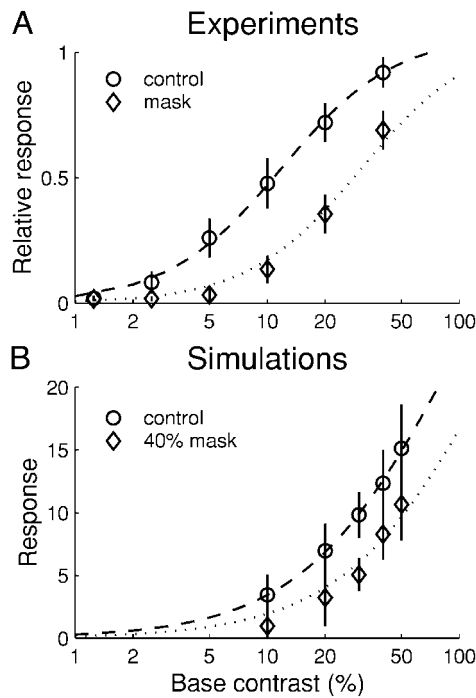 A Experiments
1
control
mask
0.5
Relative response
0
1 2 5 10 20 50 100
B Simulations
20
control
40% mask
15
10
Response
5
0
1 2 5 10 20 50 100
Base contrast (%)